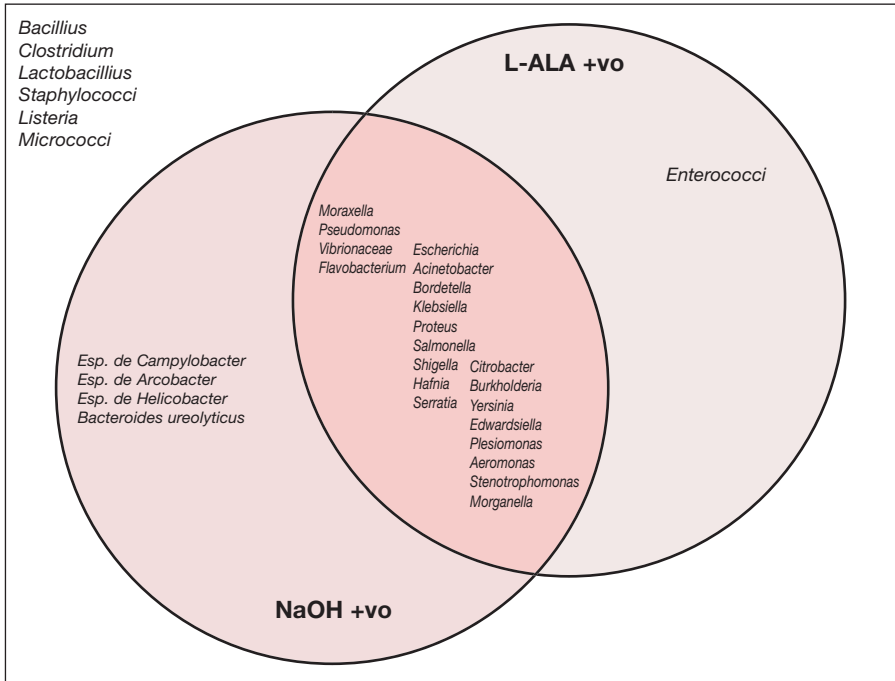 Bacillius
Clostridium
Lactobacillius
Staphylococci
Listeria
Micrococci
L-ALA +vo
Enterococci
Moraxella
Pseudomonas
Vibrionaceae
Flavobacterium
Escherichia
Acinetobacter
Bordetella
Klebsiella
Proteus
Salmonella
Shigella
Hafnia
Serratia
Citrobacter
Burkholderia
Yersinia
Edwardsiella
Plesiomonas
Aeromonas
Stenotrophomonas
Morganella
Esp. de Campylobacter
Esp. de Arcobacter
Esp. de Helicobacter
Bacteroides ureolyticus
NaOH +vo